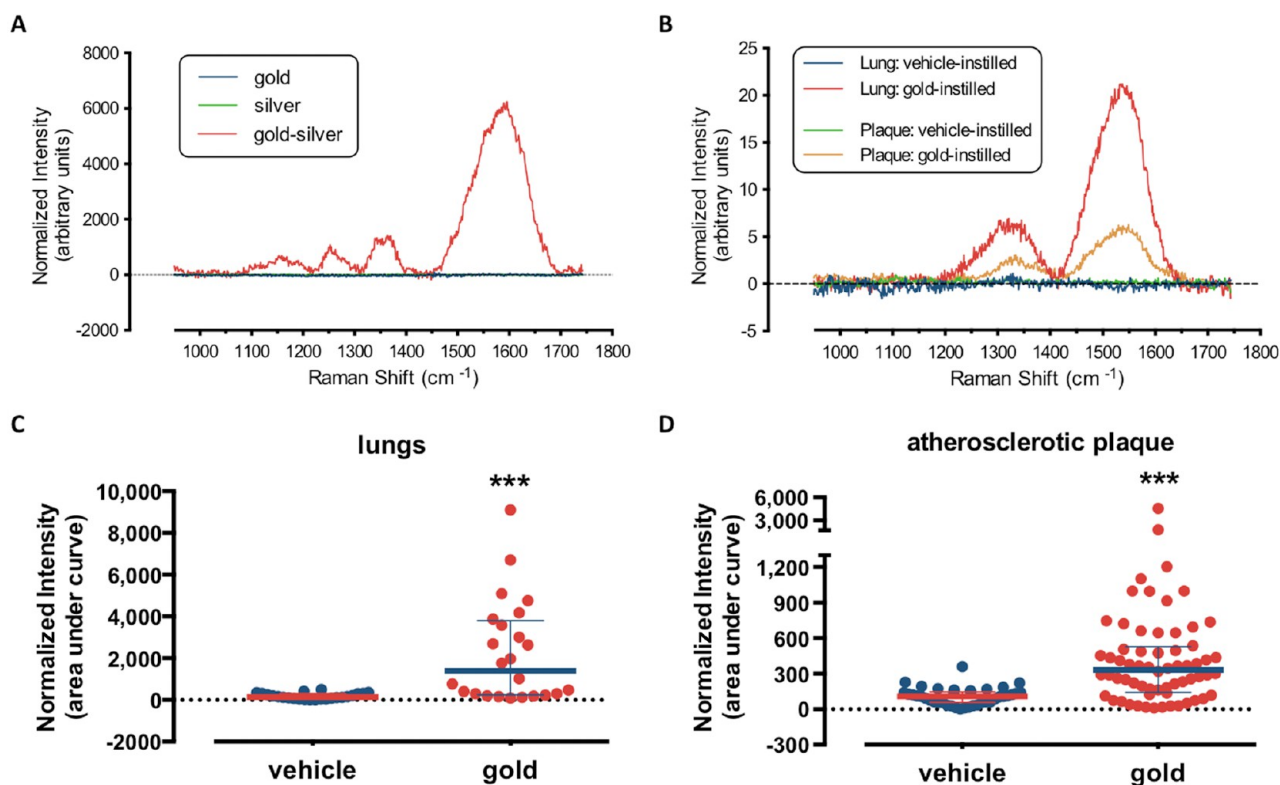 A
Normalized Intensity
(arbitrary units)
8000
6000
4000
2000
0
-2000
gold
silver
gold-silver
1000 1100 1200 1300 1400 1500 1600 1700 1800
Raman Shift (cm -1)
B
Normalized Intensity
(arbitrary units)
25
20
15
10
5
0
-5
Lung: vehicle-instilled
Lung: gold-instilled
Plaque: vehicle-instilled
Plaque: gold-instilled
1000 1100 1200 1300 1400 1500 1600 1700 1800
Raman Shift (cm -1)
C
lungs
Normalized Intensity
(area under curve)
10,000
8,000
6,000
4,000
2,000
0
-2000
***
vehicle gold
D
atherosclerotic plaque
Normalized Intensity
(area under curve)
6,000
3,000
1,200
900
600
300
0
-300
***
vehicle gold